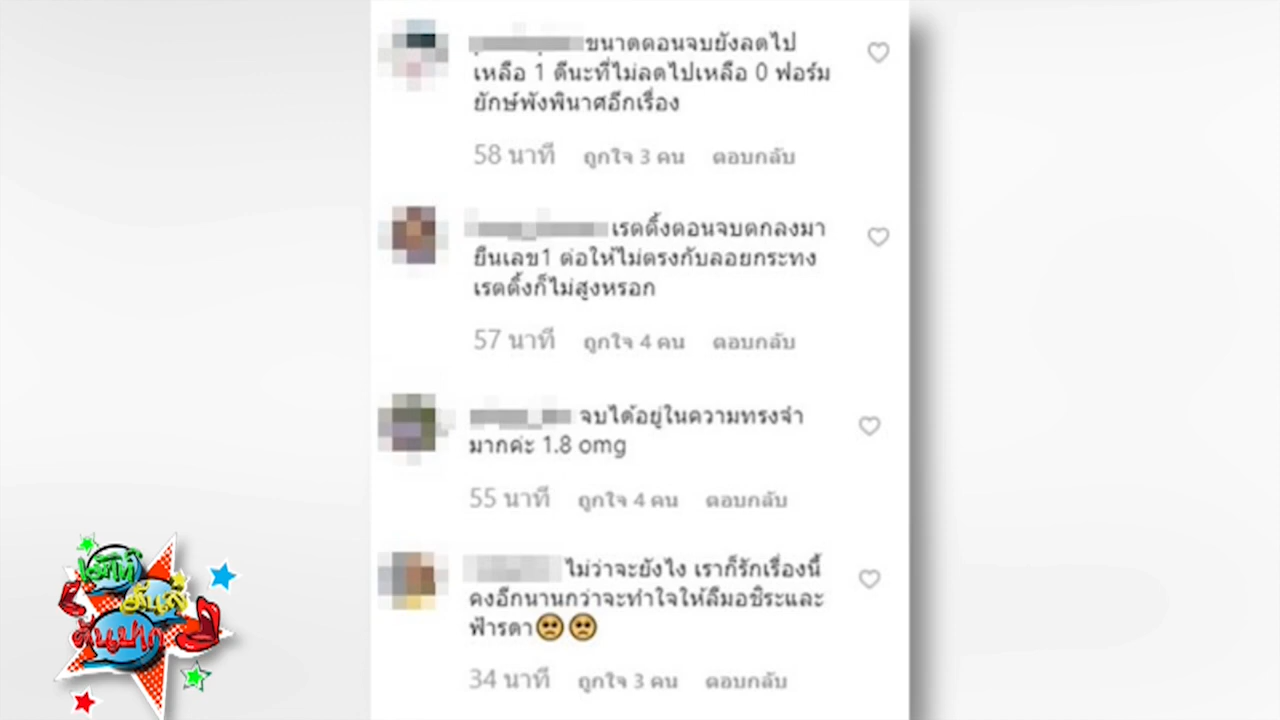 ขนาดตอนจบยังลดไป
เหลือ 1 ดีนะที่ไม่ลดไปเหลือ 0 ฟอร์ม
ยักษ์พังพินาศอีกเรื่อง
58 นาที ถูกใจ 3 คน ตอบกลับ
เรตติ้งตอนจบตกลงมา
ยืนเลข1 ต่อให้ไม่ตรงกับลอยกระทง
เรตติ้งก็ไม่สูงหรอก
57 นาที ถูกใจ 4 คน ตอบกลับ
จบได้อยู่ในความทรงจำ
มากค่ะ 1.8 omg
55 นาที ถูกใจ 4 คน ตอบกลับ
ไม่ว่าจะยังไง เราก็รักเรื่องนี้
คงอีกนานกว่าจะทำใจให้ลืมอชิระและ
ฟ้ารดา🥺🥺
34 นาที ถูกใจ 3 คน ตอบกลับ
เม้าท์
มันส์
ตุ้นปาก